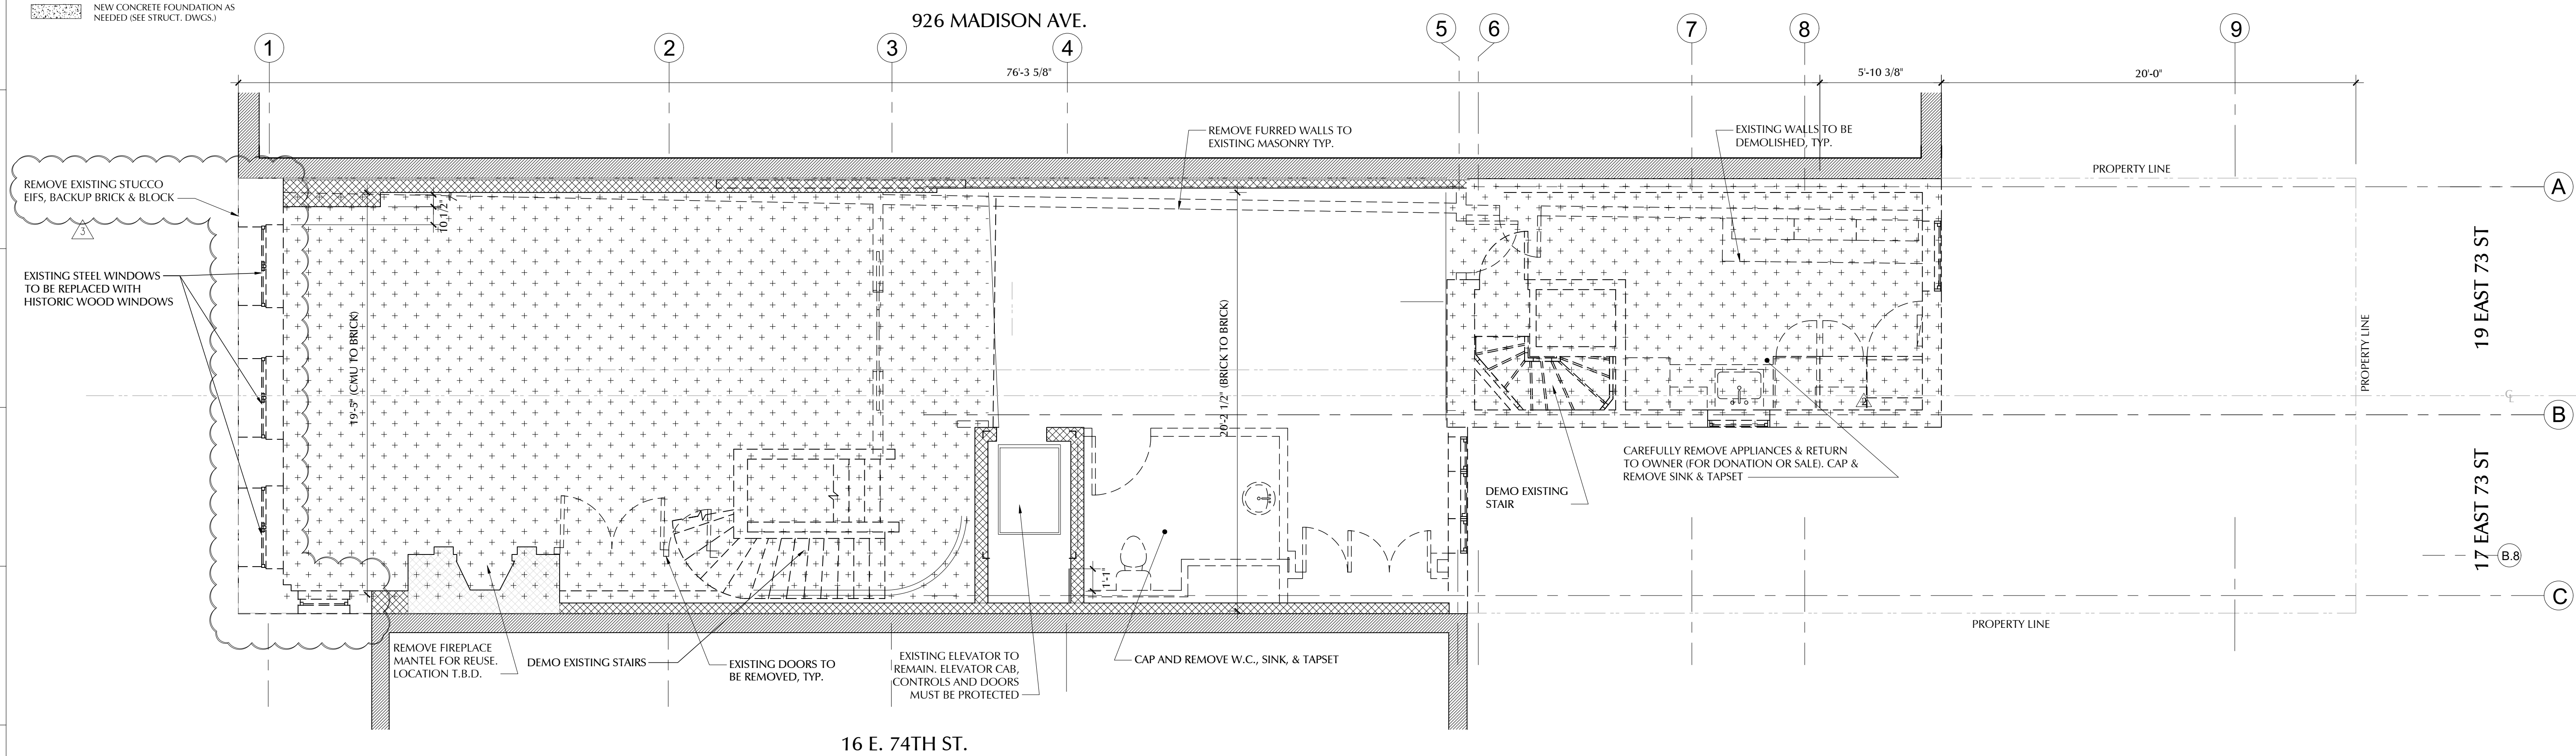 NEW CONCRETE FOUNDATION AS
NEEDED (SEE STRUCT. DWGS.)
926 MADISON AVE.
1
2
3
4
5
6
7
8
9
76'-3 5/8"
5'-10 3/8"
20'-0"
REMOVE FURRED WALLS TO
EXISTING MASONRY TYP.
EXISTING WALLS TO BE
DEMOLISHED, TYP.
PROPERTY LINE
A
REMOVE EXISTING STUCCO
EIFS, BACKUP BRICK & BLOCK
3
10 1/2"
EXISTING STEEL WINDOWS
TO BE REPLACED WITH
HISTORIC WOOD WINDOWS
19'-5" (CMU TO BRICK)
20'-2 1/2" (BRICK TO BRICK)
PROPERTY LINE
19 EAST 73 ST
B
CAREFULLY REMOVE APPLIANCES & RETURN
TO OWNER (FOR DONATION OR SALE). CAP &
REMOVE SINK & TAPSET
DEMO EXISTING
STAIR
17 EAST 73 ST
B.8
1'-1"
C
PROPERTY LINE
REMOVE FIREPLACE
MANTEL FOR REUSE.
LOCATION T.B.D.
DEMO EXISTING STAIRS
EXISTING DOORS TO
BE REMOVED, TYP.
EXISTING ELEVATOR TO
REMAIN. ELEVATOR CAB,
CONTROLS AND DOORS
MUST BE PROTECTED
CAP AND REMOVE W.C., SINK, & TAPSET
16 E. 74TH ST.